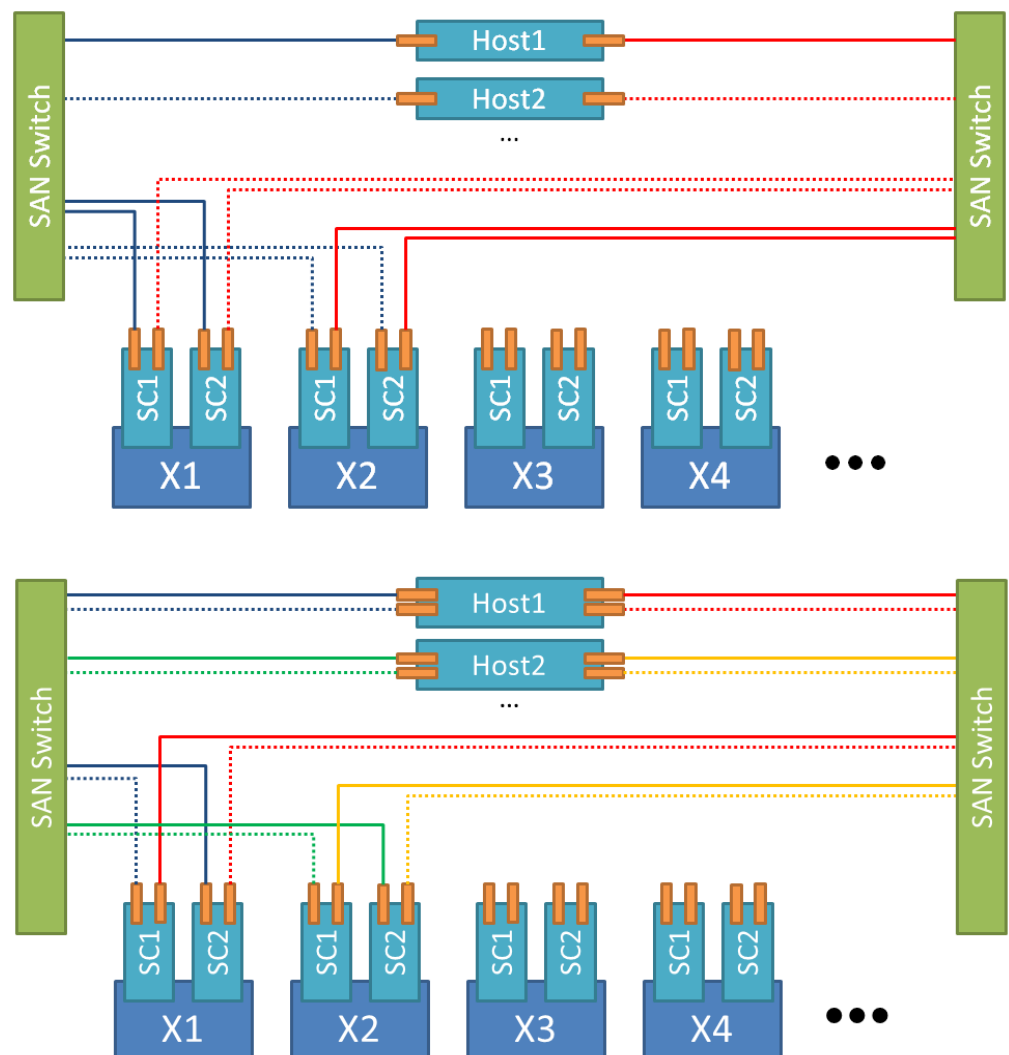 Host1
Host2
...
SAN Switch
SAN Switch
SC1
SC2
SC1
SC2
SC1
SC2
SC1
SC2
X1
X2
X3
X4
●●●
Host1
Host2
...
SAN Switch
SAN Switch
SC1
SC2
SC1
SC2
SC1
SC2
SC1
SC2
X1
X2
X3
X4
●●●